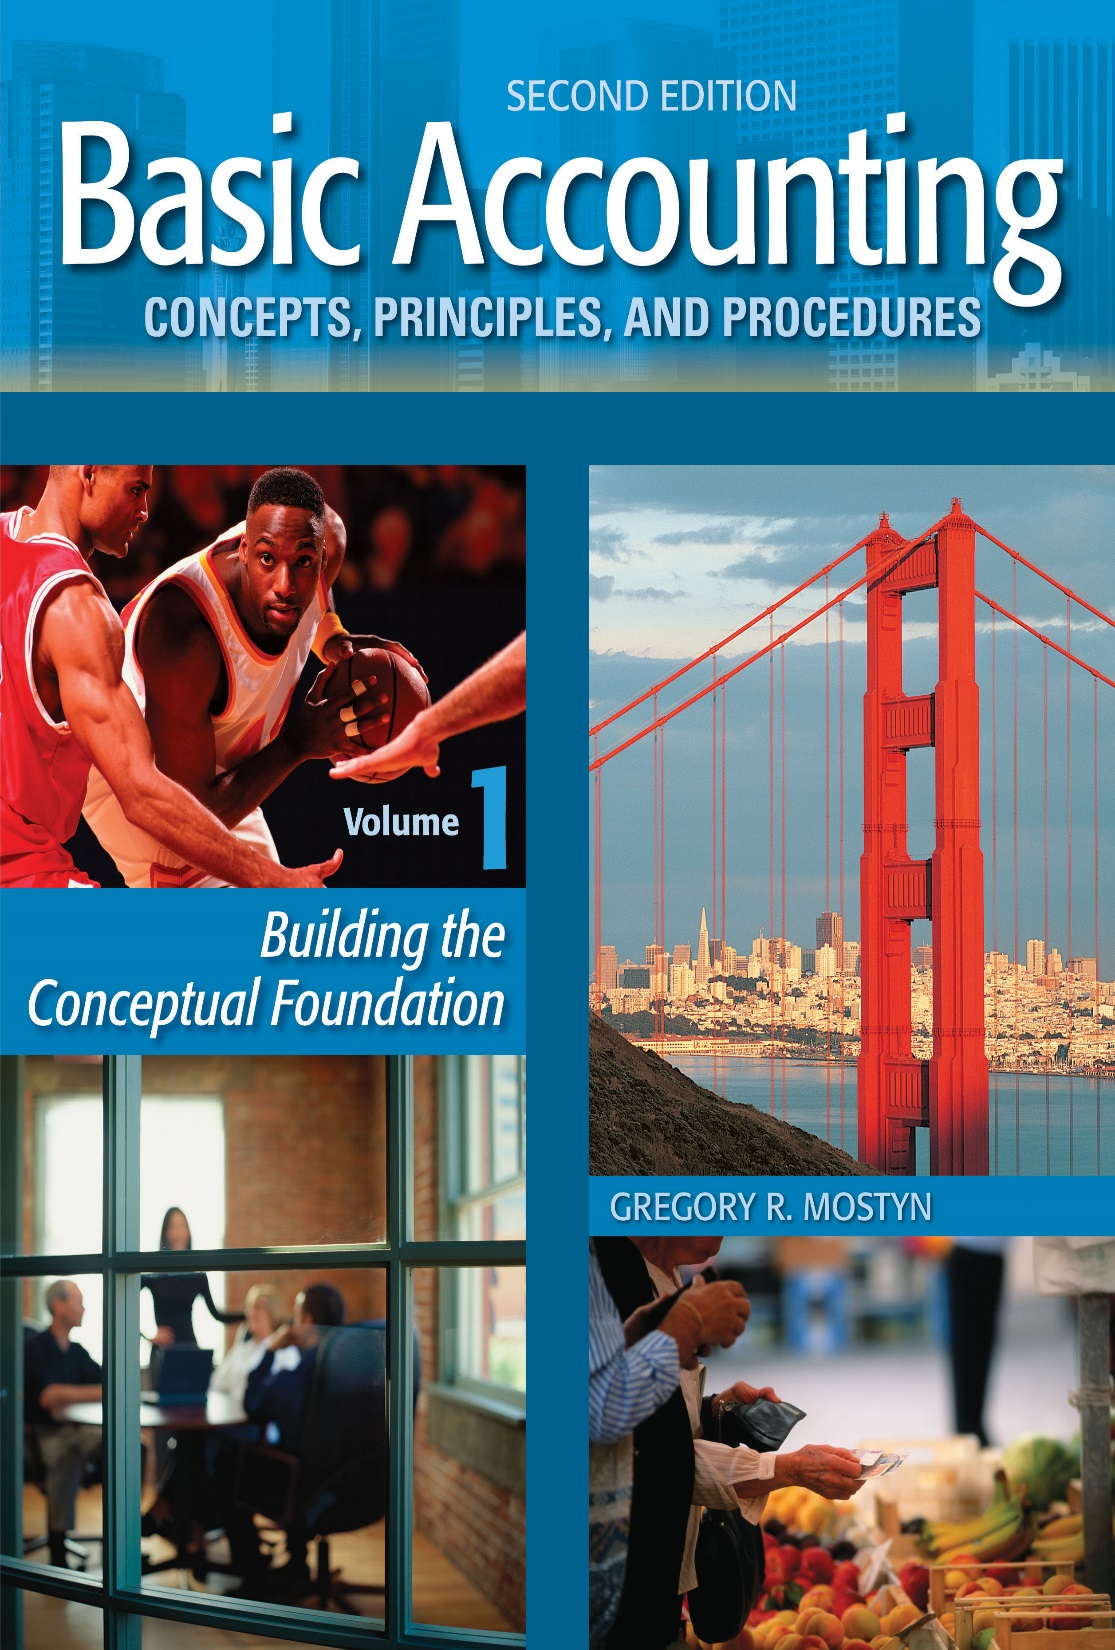 SECOND EDITION
Basic Accounting
CONCEPTS, PRINCIPLES, AND PROCEDURES
Volume 1
Building the
Conceptual Foundation
GREGORY R. MOSTYN